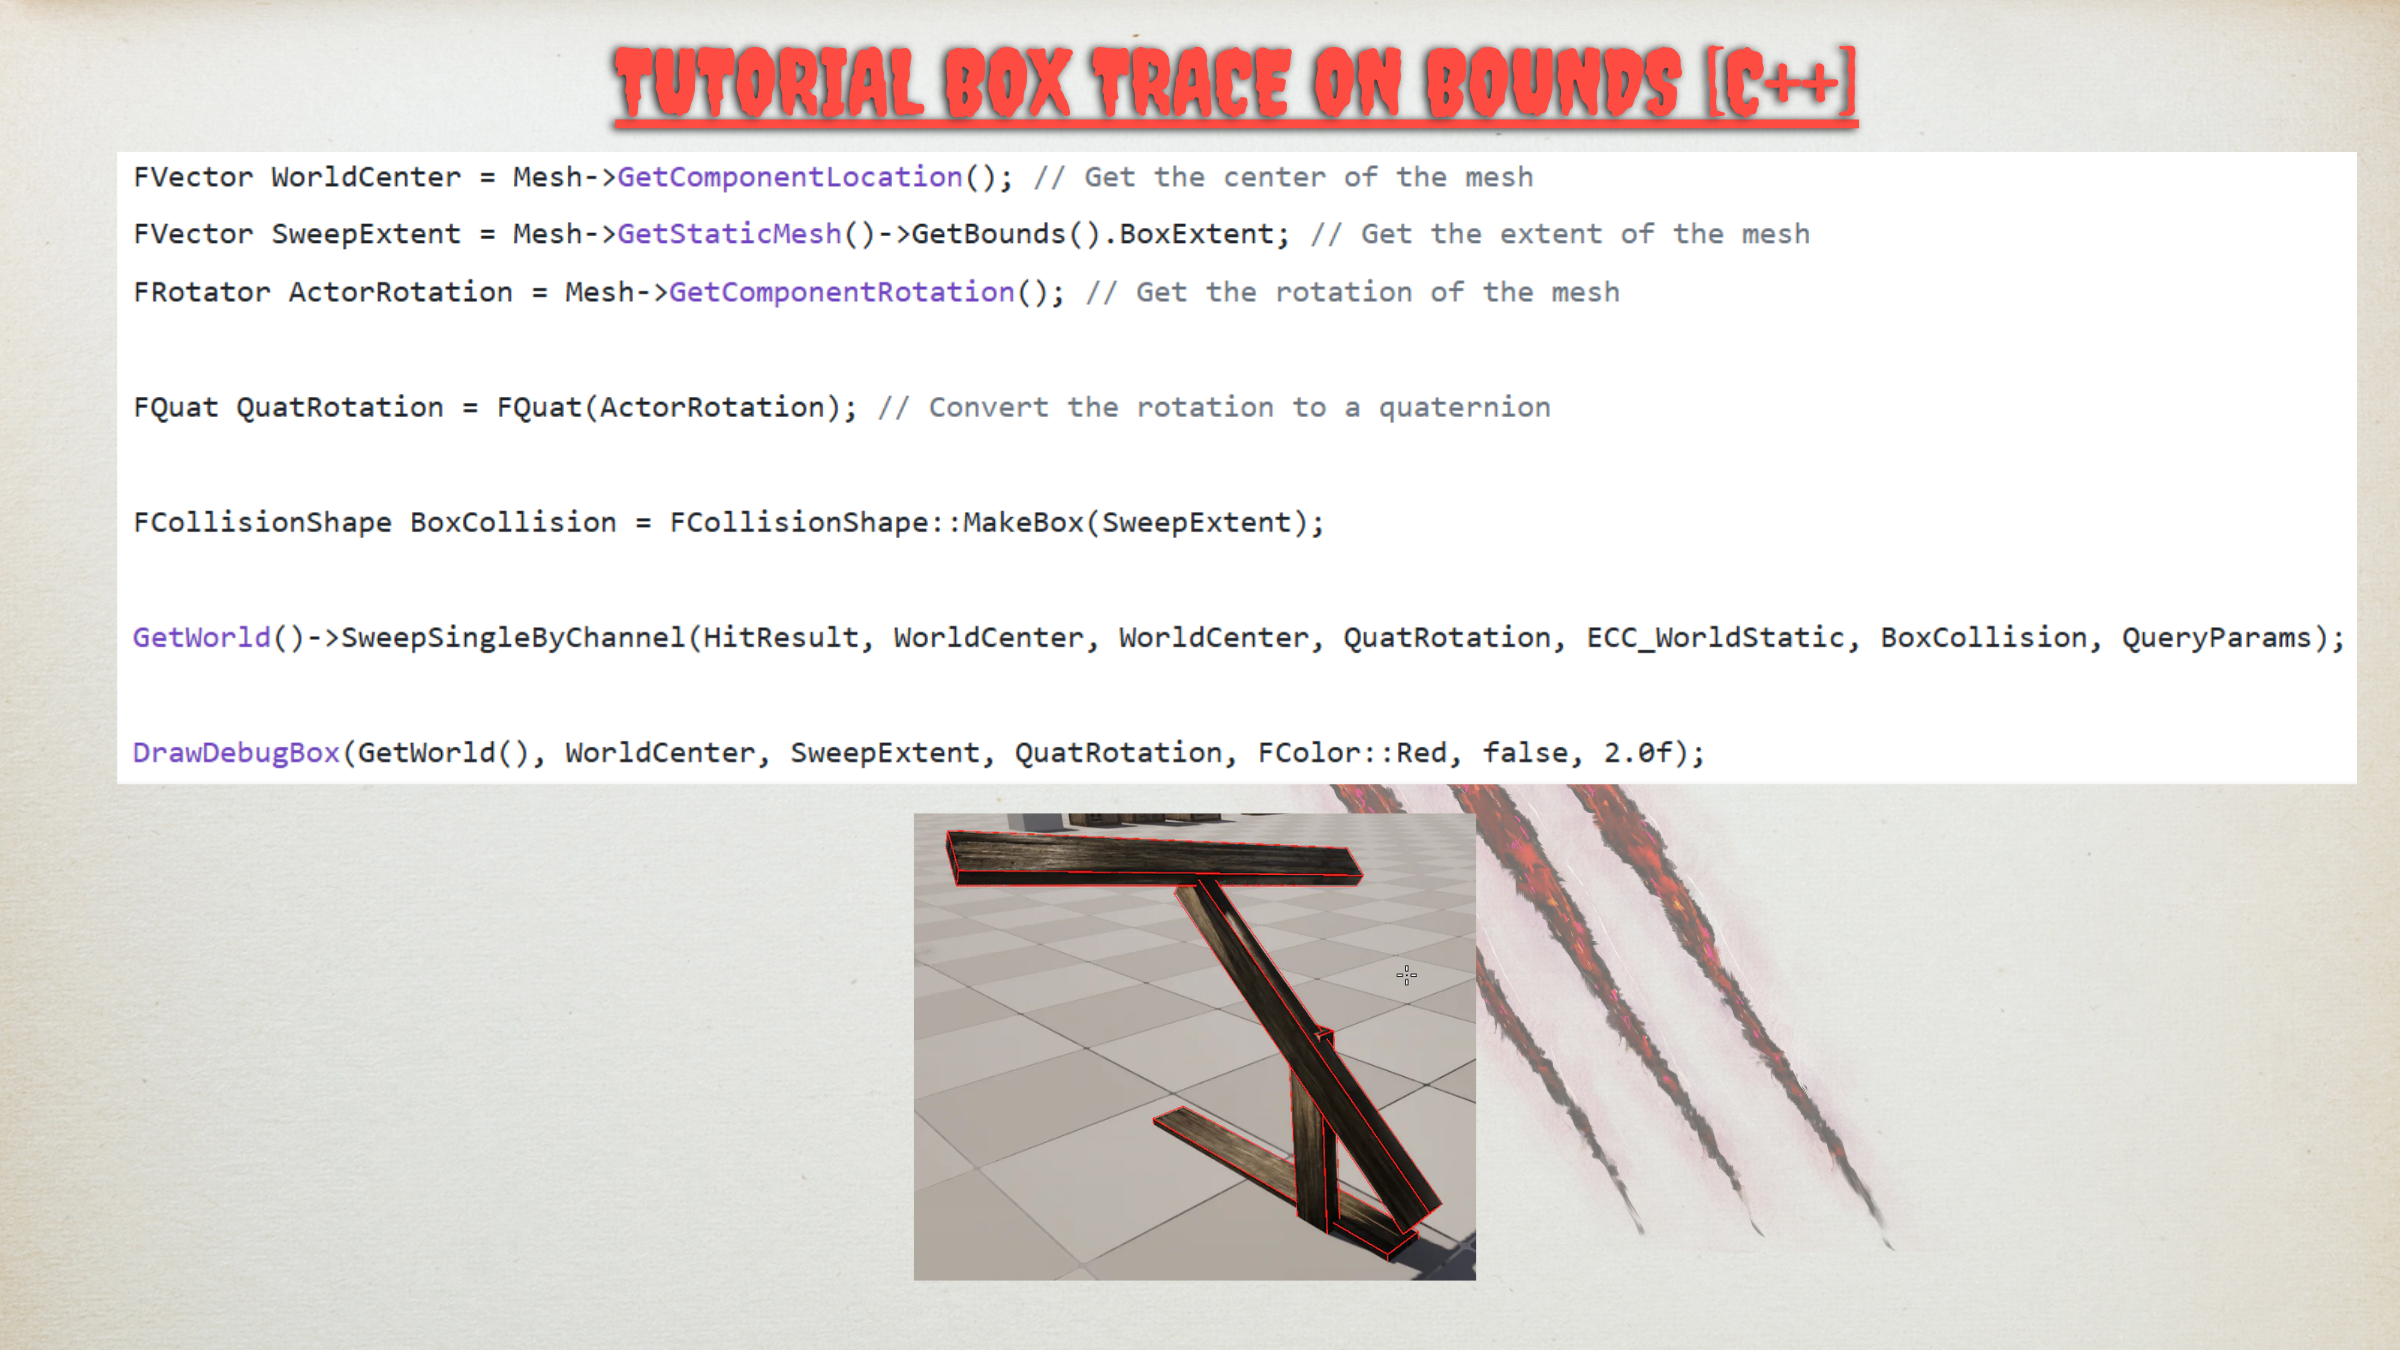 TUTORIAL BOX TRACE ON BOUNDS [C++]
FVector WorldCenter = Mesh->GetComponentLocation(); // Get the center of the mesh
FVector SweepExtent = Mesh->GetStaticMesh()->GetBounds().BoxExtent; // Get the extent of the mesh
FRotator ActorRotation = Mesh->GetComponentRotation(); // Get the rotation of the mesh
FQuat QuatRotation = FQuat(ActorRotation); // Convert the rotation to a quaternion
FCollisionShape BoxCollision = FCollisionShape::MakeBox(SweepExtent);
GetWorld()->SweepSingleByChannel(HitResult, WorldCenter, WorldCenter, QuatRotation, ECC_WorldStatic, BoxCollision, QueryParams);
DrawDebugBox(GetWorld(), WorldCenter, SweepExtent, QuatRotation, FColor::Red, false, 2.0f);